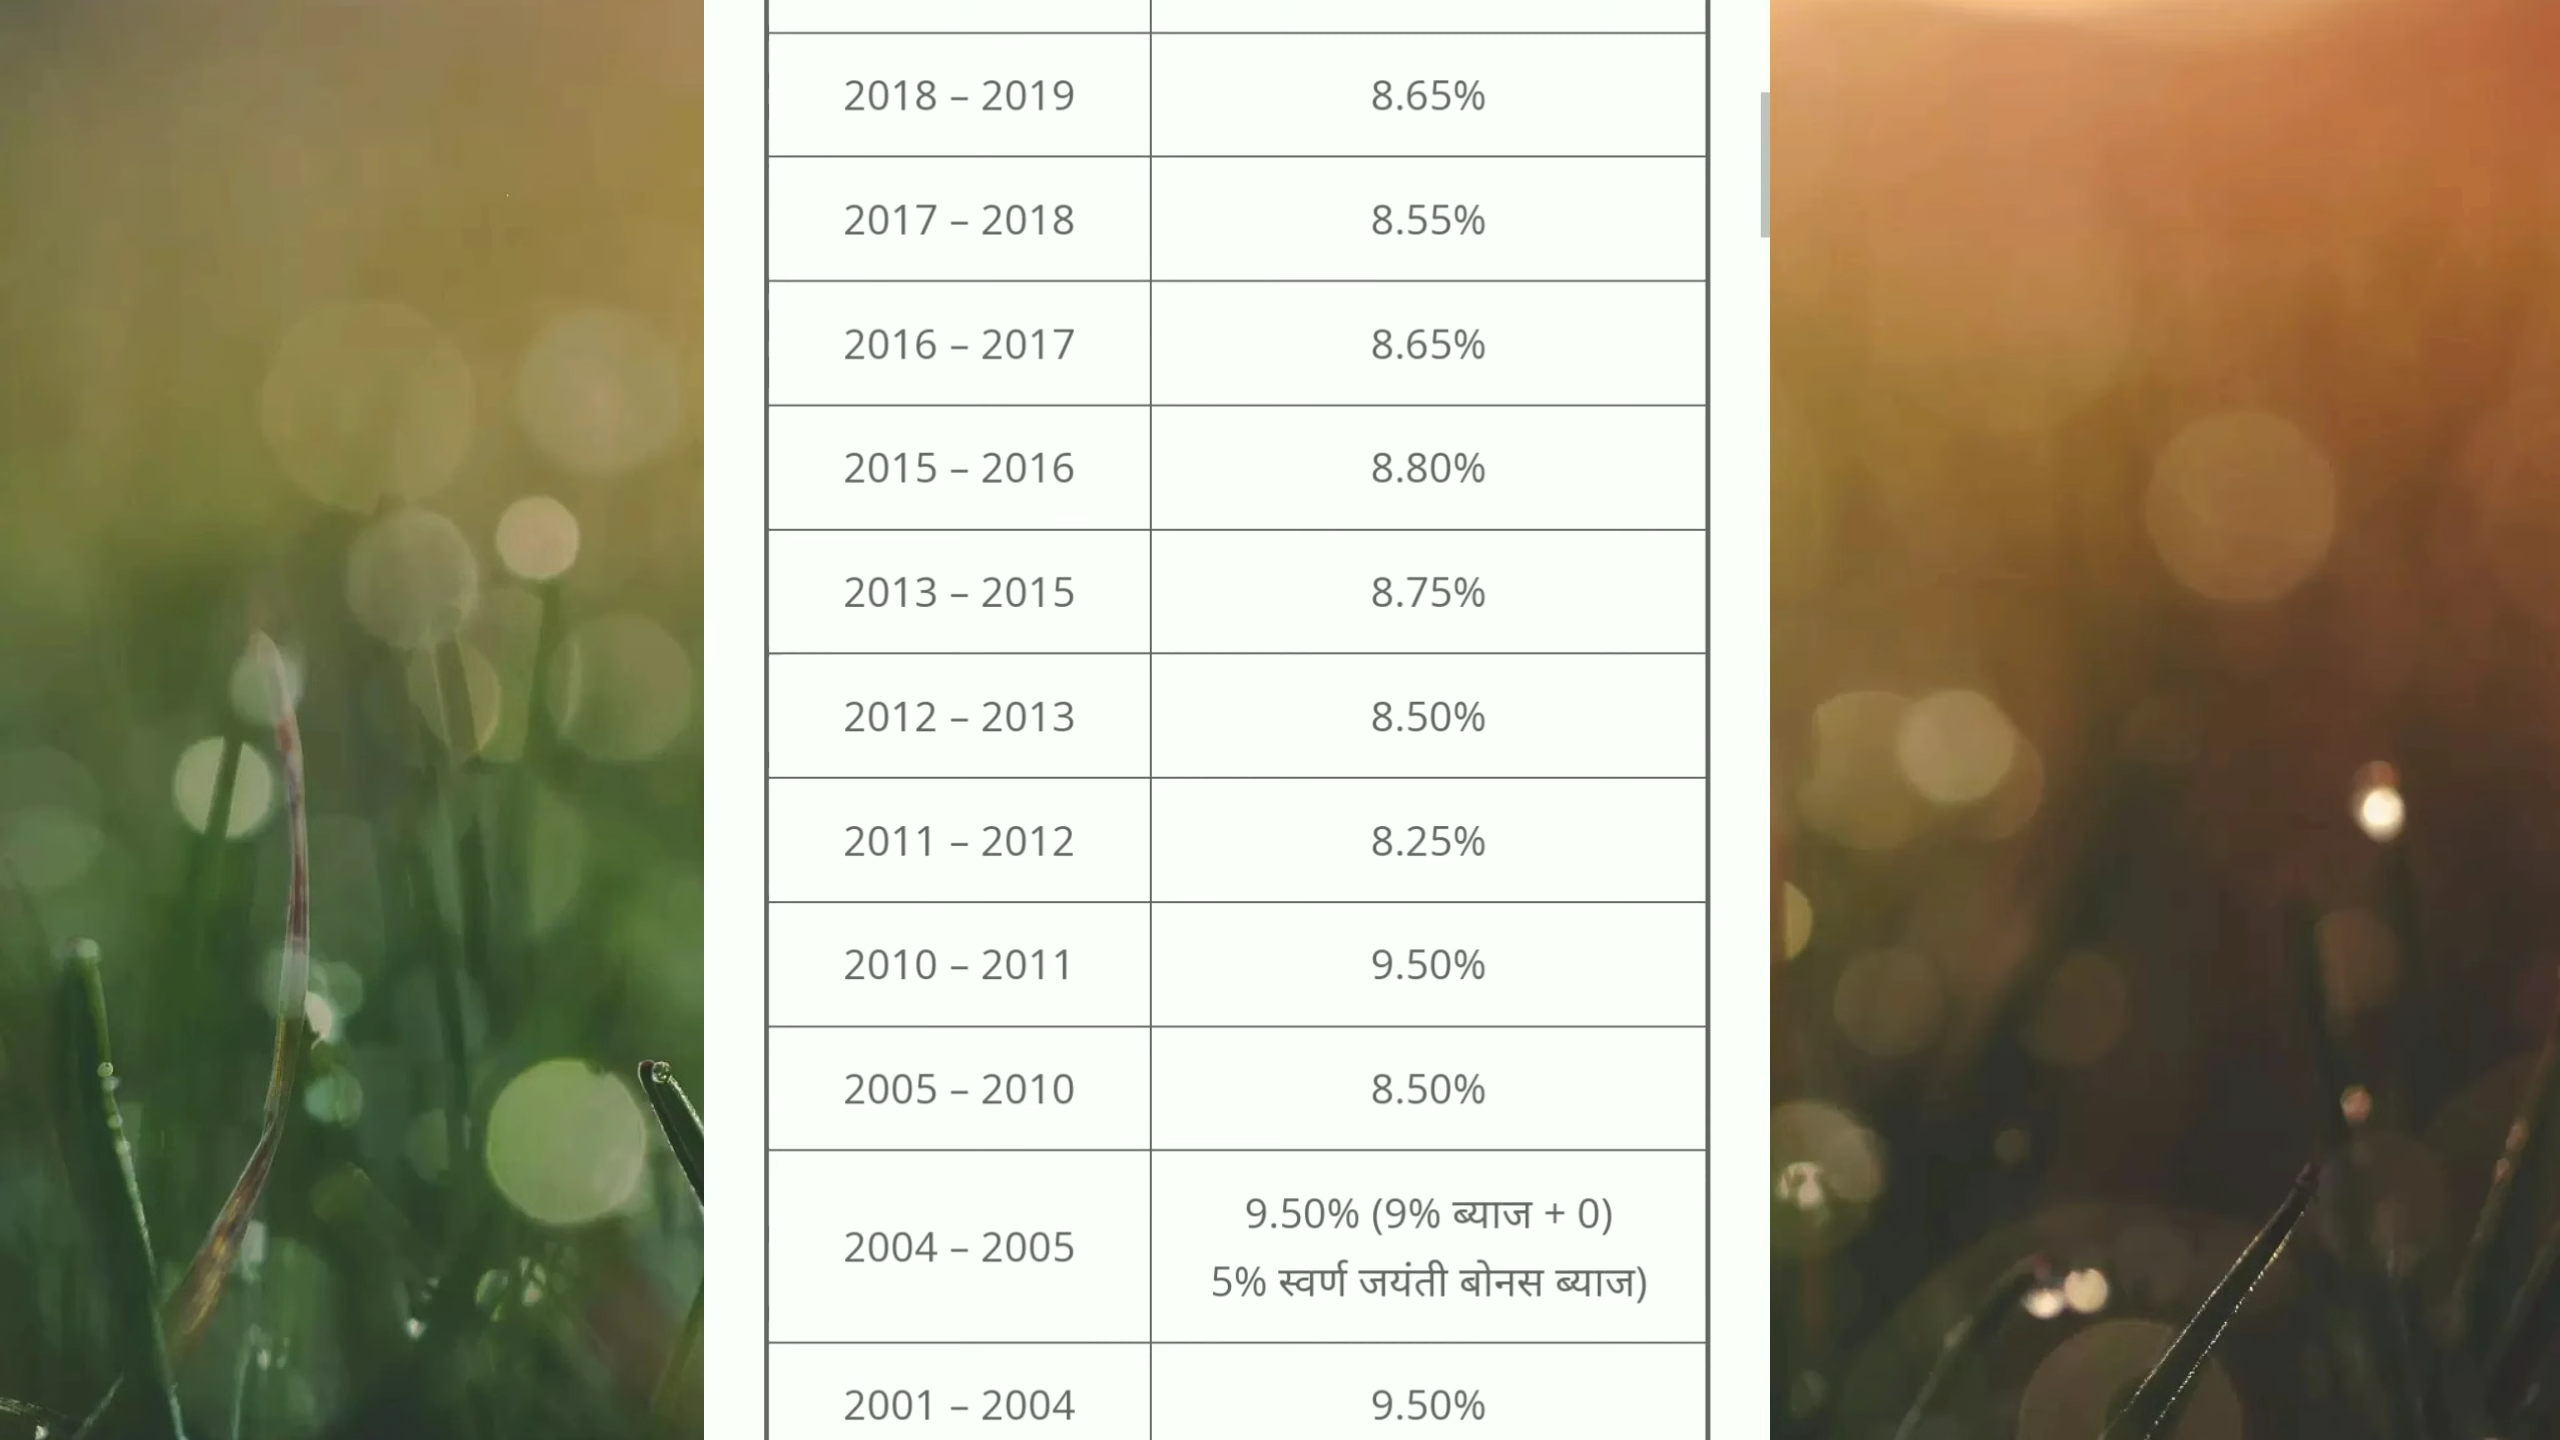 2018 – 2019 8.65%
2017 – 2018 8.55%
2016 – 2017 8.65%
2015 – 2016 8.80%
2013 – 2015 8.75%
2012 – 2013 8.50%
2011 – 2012 8.25%
2010 – 2011 9.50%
2005 – 2010 8.50%
2004 – 2005 9.50% (9% ब्याज + 0)
5% स्वर्ण जयंती बोनस ब्याज)
2001 – 2004 9.50%